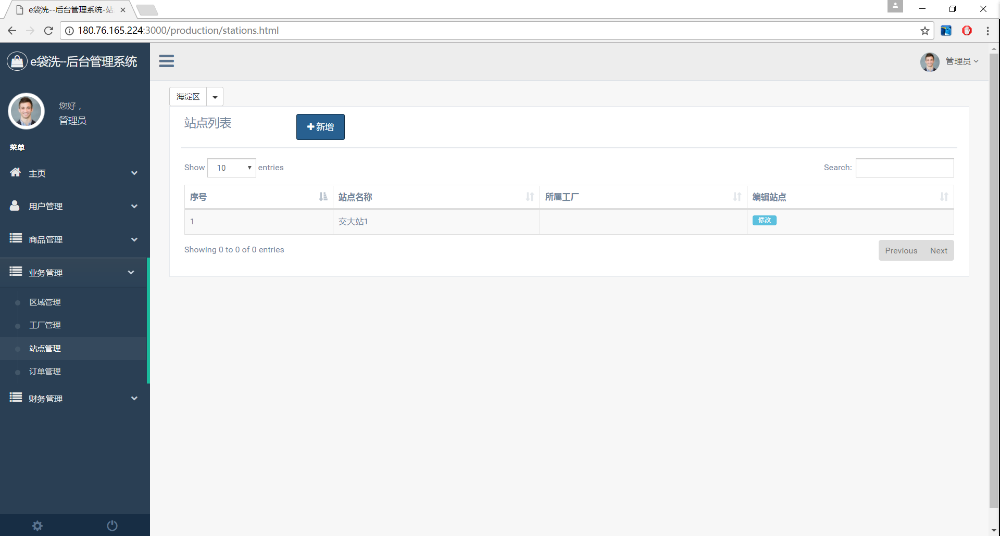 e袋洗--后台管理系统-站
180.76.165.224:3000/production/stations.html
e袋洗--后台管理系统
管理员
您好，
管理员
菜单
主页
用户管理
商品管理
业务管理
区域管理
工厂管理
站点管理
订单管理
财务管理
海淀区
站点列表
新增
Show 10 entries
Search:
序号 站点名称 所属工厂 编辑站点
1 交大站1 修改
Showing 0 to 0 of 0 entries
Previous Next